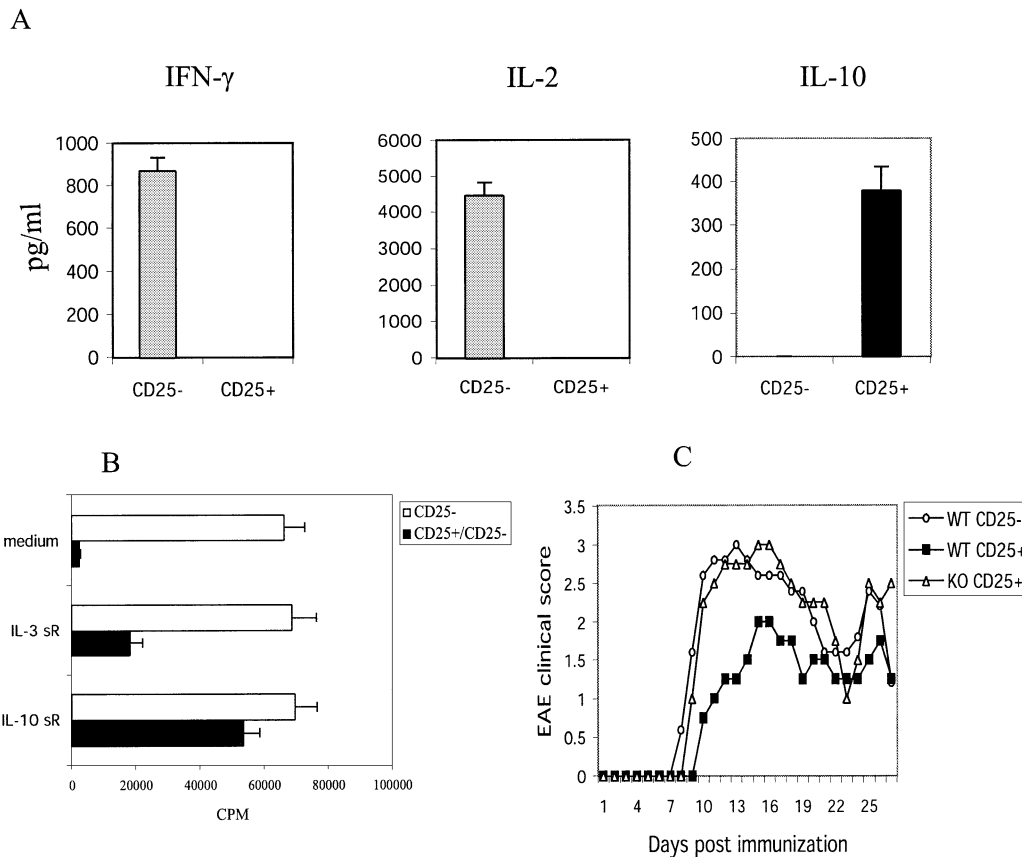 A
IFN-γ
IL-2
IL-10
pg/ml
1000
800
600
400
200
0
CD25-
CD25+
6000
5000
4000
3000
2000
1000
0
CD25-
CD25+
500
400
300
200
100
0
CD25-
CD25+
B
medium
IL-3 sR
IL-10 sR
0
20000
40000
60000
80000
100000
CPM
CD25-
CD25+/CD25-
C
EAE clinical score
3.5
3
2.5
2
1.5
1
0.5
0
1
4
7
10
13
16
19
22
25
Days post immunization
WT CD25-
WT CD25+
KO CD25+